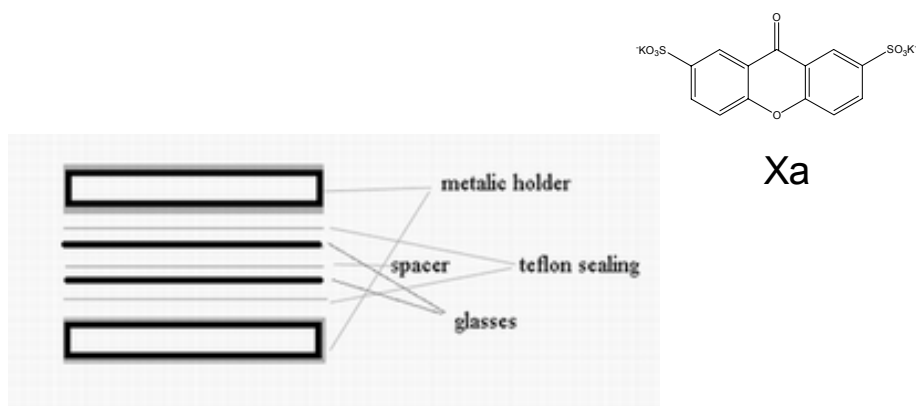 O
⁻KO₃S
SO₃K⁻
O
Xa
metalic holder
spacer
teflon sealing
glasses